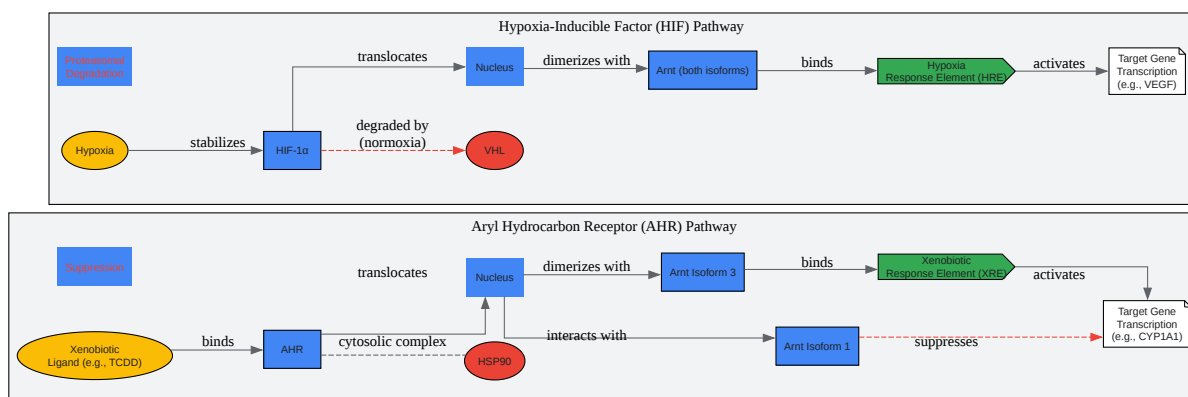 Hypoxia-Inducible Factor (HIF) Pathway
Proteasomal
Degradation
translocates
Nucleus
dimerizes with
Arnt (both isoforms)
binds
Hypoxia
Response Element (HRE)
activates
Target Gene
Transcription
(e.g., VEGF)
Hypoxia
stabilizes
HIF-1α
degraded by
(normoxia)
VHL
Aryl Hydrocarbon Receptor (AHR) Pathway
Suppression
translocates
Nucleus
dimerizes with
Arnt Isoform 3
binds
Xenobiotic
Response Element (XRE)
activates
Target Gene
Transcription
(e.g., CYP1A1)
Xenobiotic
Ligand (e.g., TCDD)
binds
AHR
cytosolic complex
HSP90
interacts with
Arnt Isoform 1
suppresses